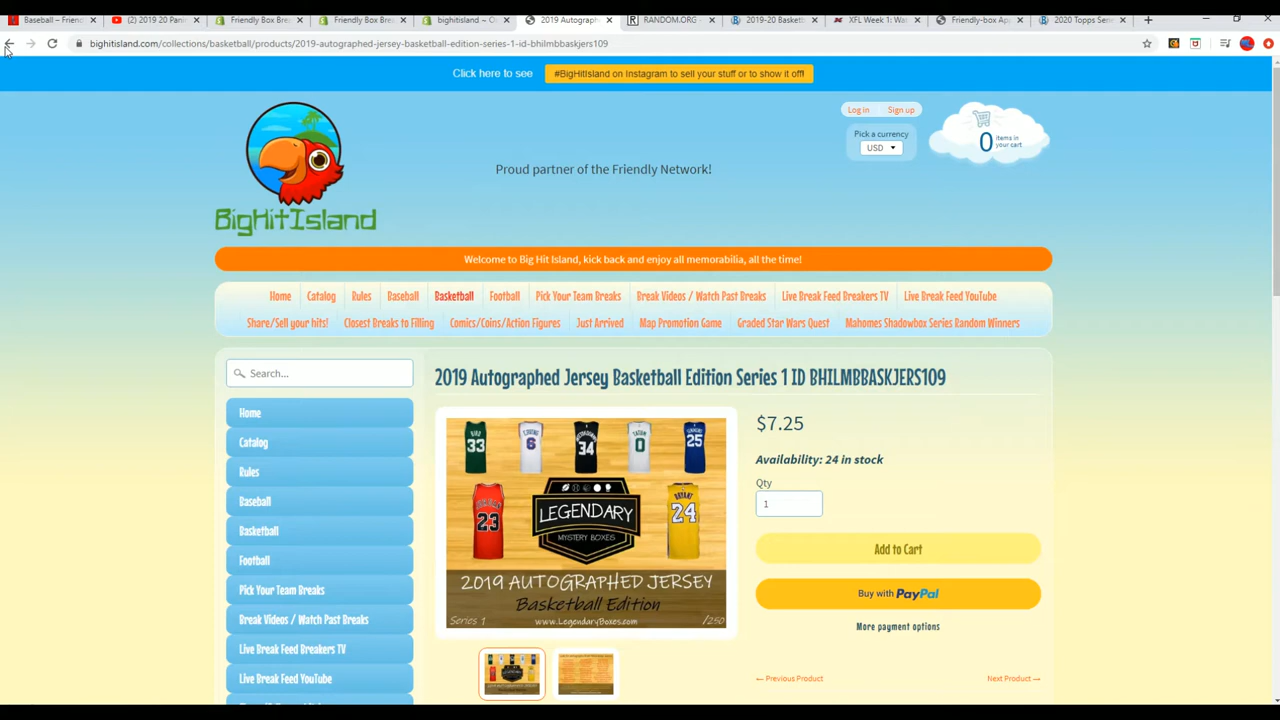 Baseball – Frienc
(2) 2019 20 Panin
Friendly Box Bre
Friendly Box Bre
bighitisland ~ O
2019 Autograph
RANDOM.ORG -
2019-20 Basketb
XFL Week 1: Wat
Friendly-box Ap
2020 Topps Serie
bighitisland.com/collections/basketball/products/2019-autographed-jersey-basketball-edition-series-1-id-bhilmbbaskjers109
Click here to see
#BigHitIsland on Instagram to sell your stuff or to show it off!
Log in
Sign up
Pick a currency
USD
0 items in your cart
Proud partner of the Friendly Network!
BigHitIsland
Welcome to Big Hit Island, kick back and enjoy all memorabilia, all the time!
Home
Catalog
Rules
Baseball
Basketball
Football
Pick Your Team Breaks
Break Videos / Watch Past Breaks
Live Break Feed Breakers TV
Live Break Feed YouTube
Share/Sell your hits!
Closest Breaks to Filling
Comics/Coins/Action Figures
Just Arrived
Map Promotion Game
Graded Star Wars Quest
Mahomes Shadowbox Series Random Winners
Search...
Home
Catalog
Rules
Baseball
Basketball
Football
Pick Your Team Breaks
Break Videos / Watch Past Breaks
Live Break Feed Breakers TV
Live Break Feed YouTube
2019 Autographed Jersey Basketball Edition Series 1 ID BHILMBBASKJERS109
BIRD
33
6
34
TATUM
0
SIMMONS
25
23
BRYANT
24
LEGENDARY
MYSTERY BOXES
2019 AUTOGRAPHED JERSEY
Basketball Edition
Series 1
www.LegendaryBoxes.com
/250
$7.25
Availability: 24 in stock
Qty
1
Add to Cart
Buy with PayPal
More payment options
← Previous Product
Next Product →